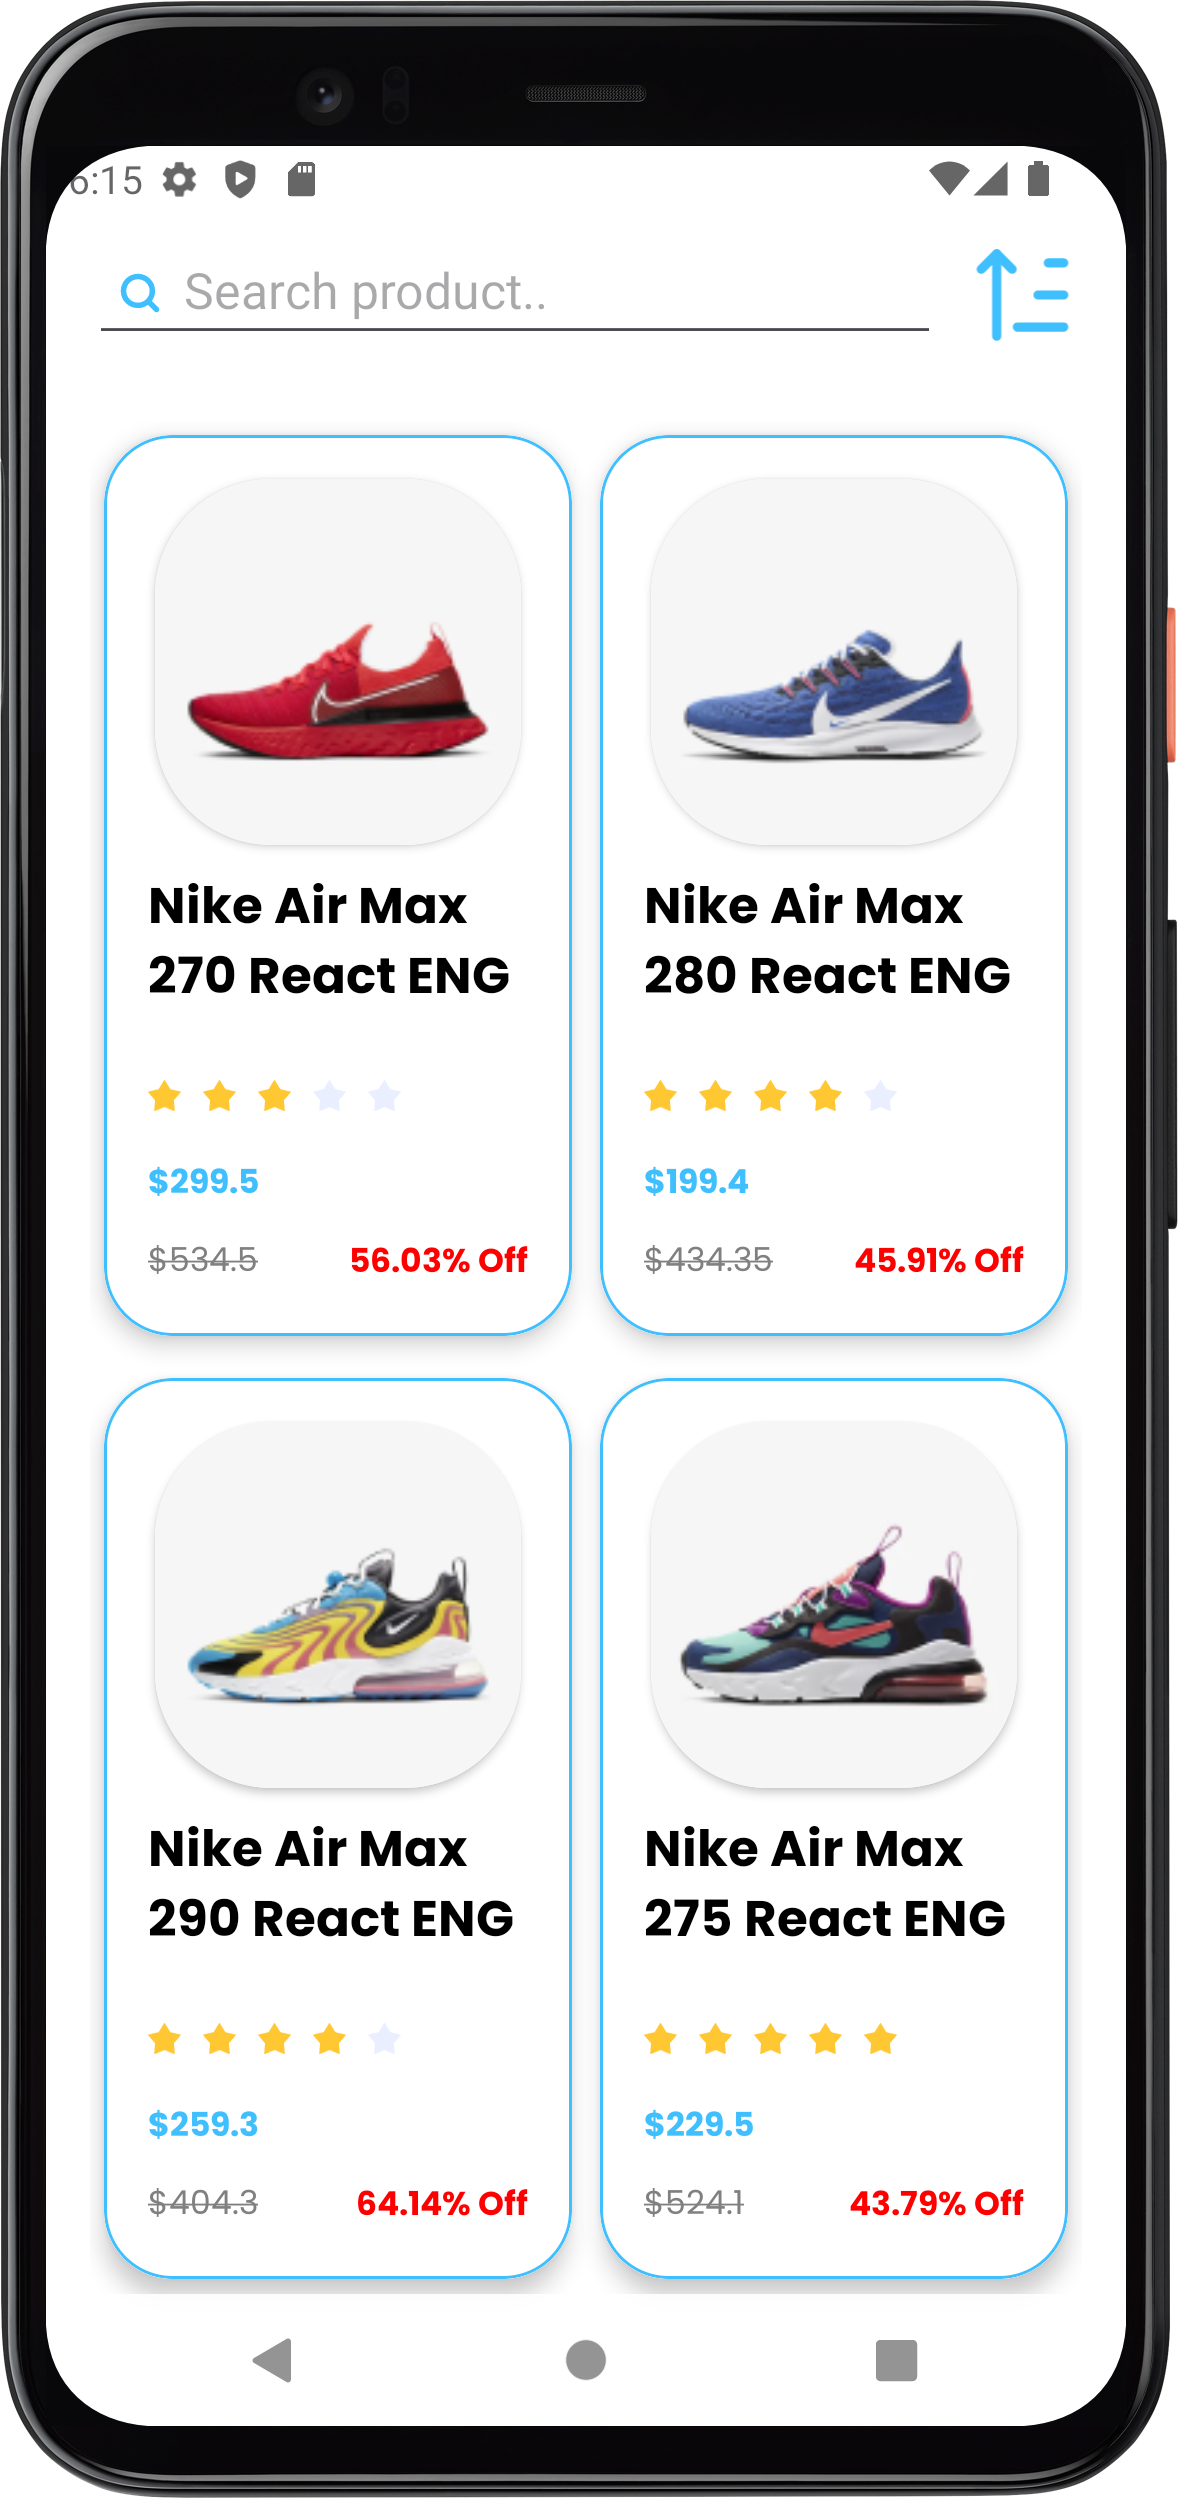 6:15
Search product..
Nike Air Max
270 React ENG
$299.5
$534.5 56.03% Off
Nike Air Max
280 React ENG
$199.4
$434.35 45.91% Off
Nike Air Max
290 React ENG
$259.3
$404.3 64.14% Off
Nike Air Max
275 React ENG
$229.5
$524.1 43.79% Off